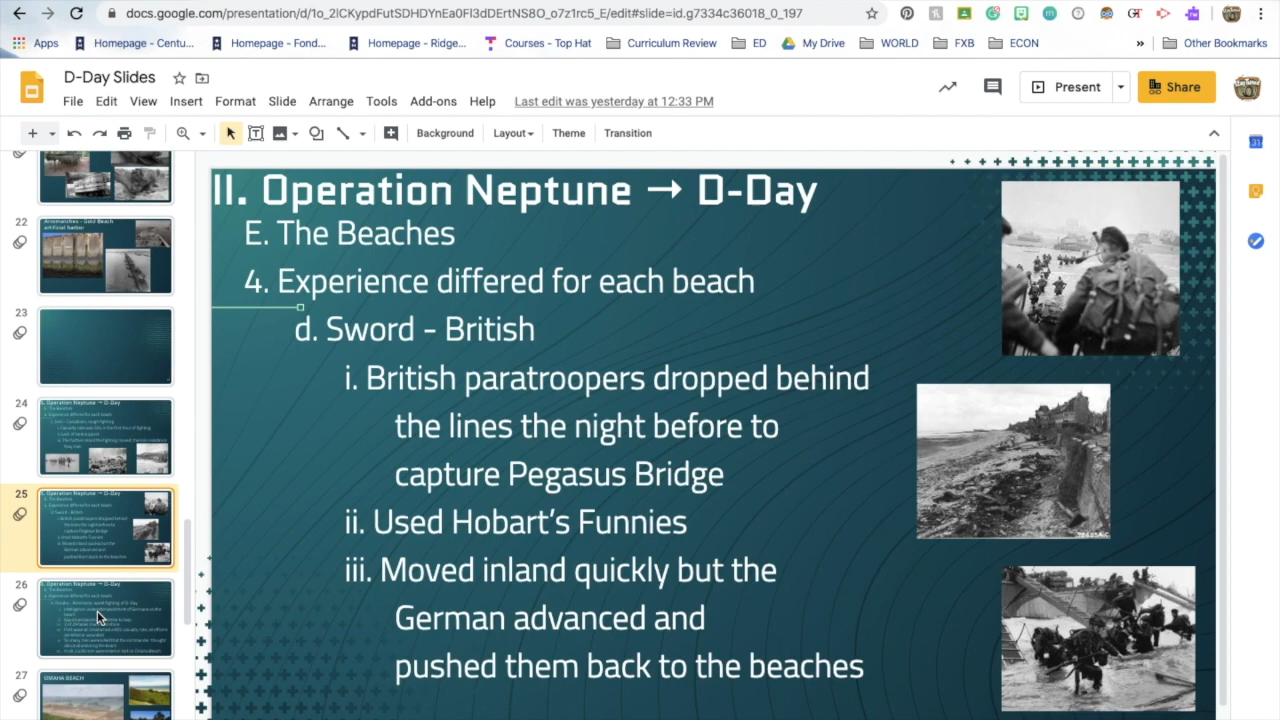 docs.google.com/presentation/d/1o_2lCKypdFutSDHDYnEa0Fl3dDErtNS8O_o7z1rc5_E/edit#slide=id.g7334c36018_0_197
Apps Homepage - Centu... Homepage - Fond... Homepage - Ridge... Courses - Top Hat Curriculum Review ED My Drive WORLD FXB ECON » Other Bookmarks
D-Day Slides
File Edit View Insert Format Slide Arrange Tools Add-ons Help Last edit was yesterday at 12:33 PM
Present Share
Background Layout Theme Transition
22
Arromanches - Gold Beach
artificial harbor
23
24
25
26
27
OMAHA BEACH
II. Operation Neptune → D-Day
E. The Beaches
4. Experience differed for each beach
d. Sword - British
i. British paratroopers dropped behind
the lines the night before to
capture Pegasus Bridge
ii. Used Hobart's Funnies
iii. Moved inland quickly but the
German advanced and
pushed them back to the beaches